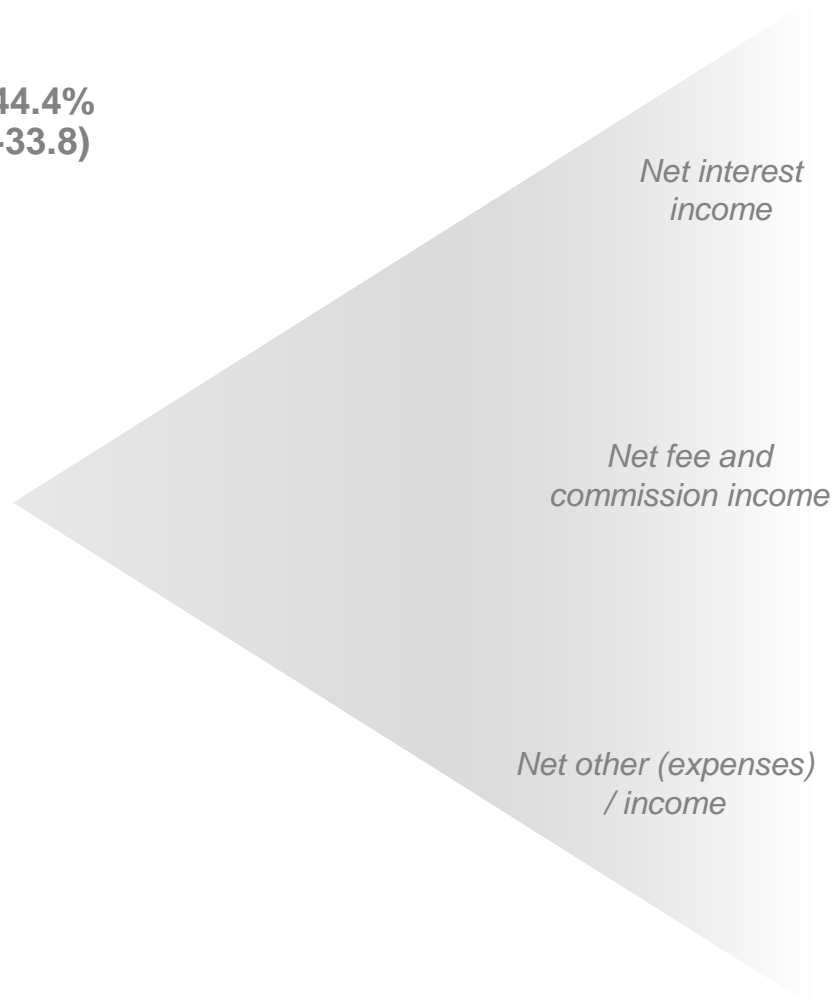 44.4%
-33.8)
Net interest
income
Net fee and
commission income
Net other (expenses)
/ income